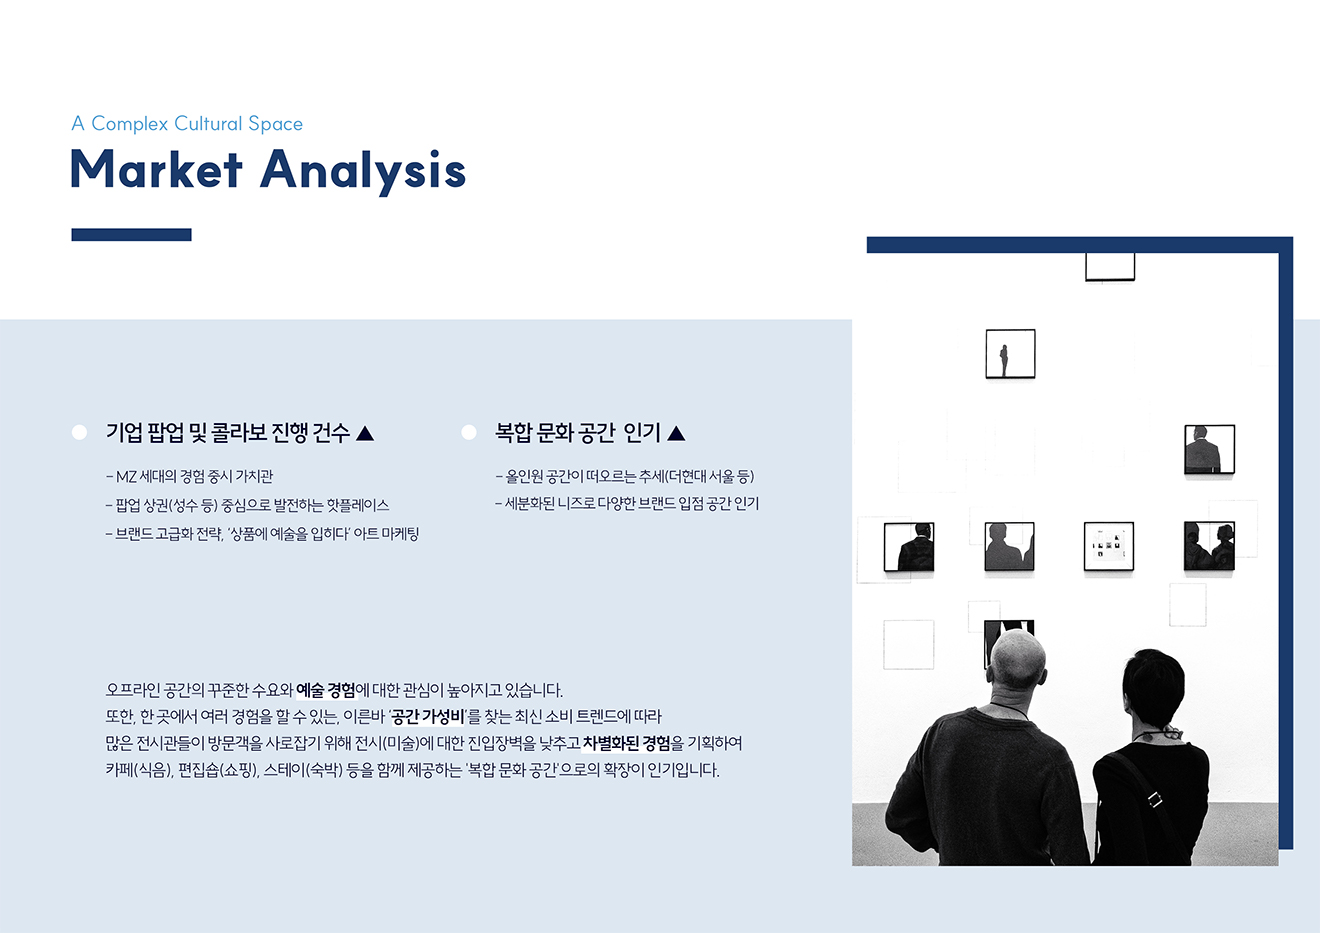 A Complex Cultural Space
Market Analysis
기업 팝업 및 콜라보 진행 건수 ▲
– MZ 세대의 경험 중시 가치관
– 팝업 상권(성수 등) 중심으로 발전하는 핫플레이스
– 브랜드 고급화 전략, '상품에 예술을 입히다' 아트 마케팅
복합 문화 공간 인기 ▲
– 올인원 공간이 떠오르는 추세(더현대 서울 등)
– 세분화된 니즈로 다양한 브랜드 입점 공간 인기
오프라인 공간의 꾸준한 수요와 예술 경험에 대한 관심이 높아지고 있습니다.
또한, 한 곳에서 여러 경험을 할 수 있는, 이른바 '공간 가성비'를 찾는 최신 소비 트렌드에 따라
많은 전시관들이 방문객을 사로잡기 위해 전시(미술)에 대한 진입장벽을 낮추고 차별화된 경험을 기획하여
카페(식음), 편집숍(쇼핑), 스테이(숙박) 등을 함께 제공하는 '복합 문화 공간'으로의 확장이 인기입니다.